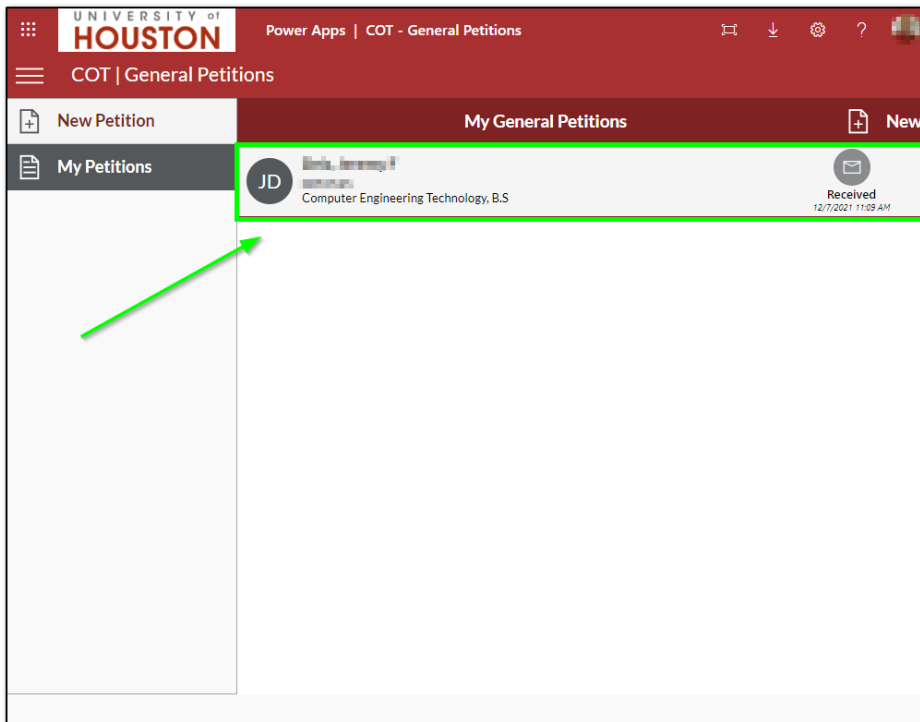 UNIVERSITY of
HOUSTON
Power Apps | COT - General Petitions
?
COT | General Petitions
New Petition
My General Petitions
New
My Petitions
JD
Computer Engineering Technology, B.S
Received
12/7/2021 11:09 AM